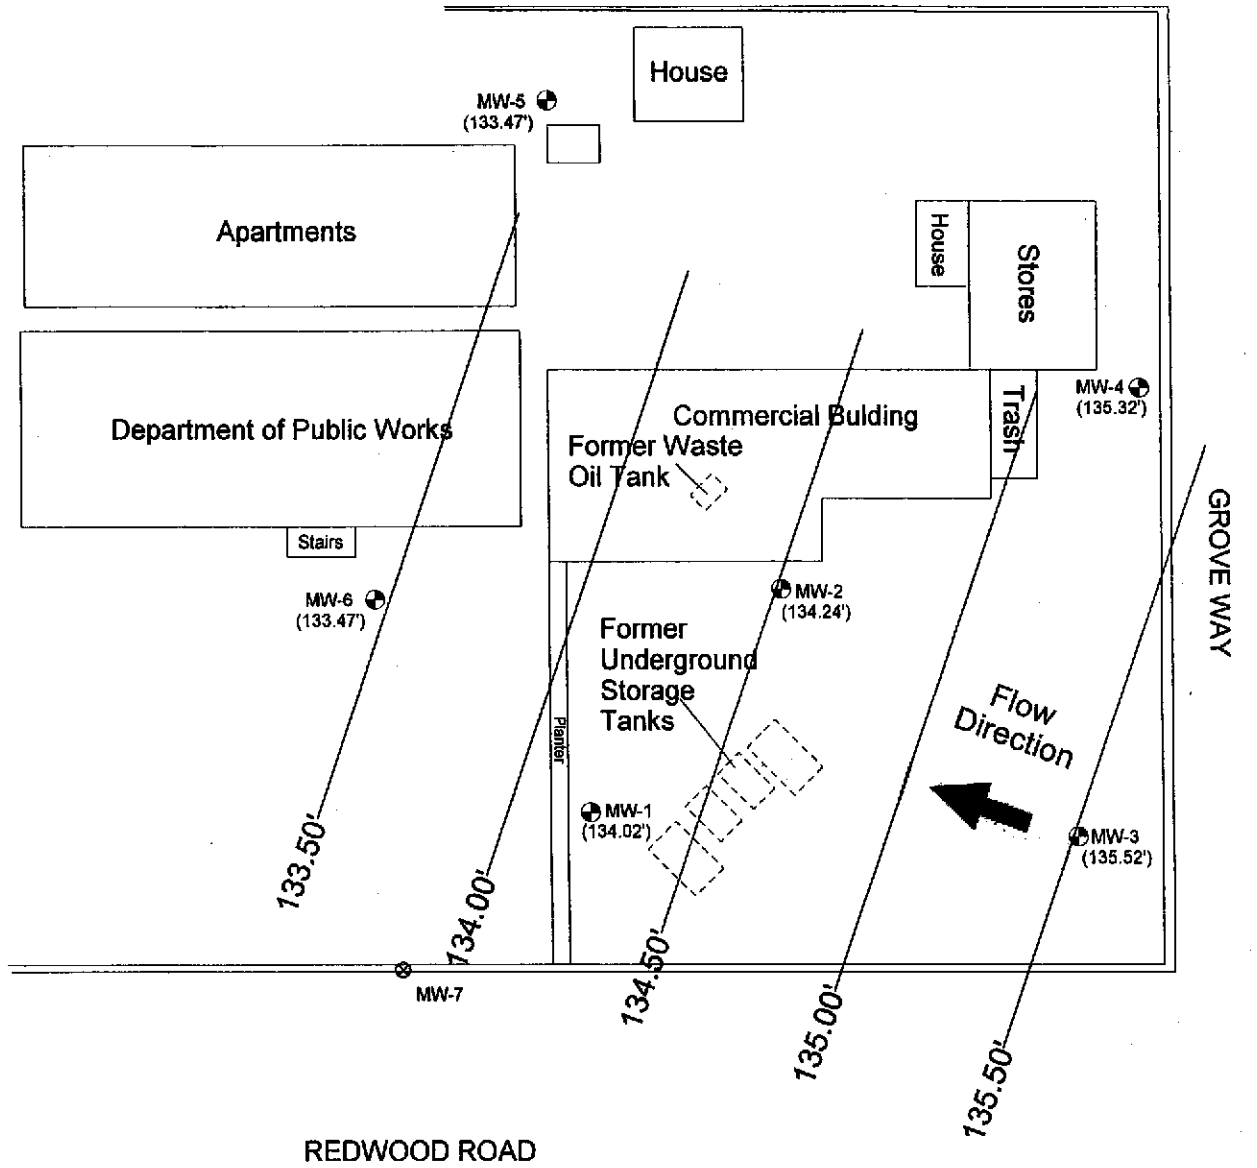 House
MW-5
(133.47')
Apartments
House
Stores
Department of Public Works
Commercial Bulding
Former Waste
Oil Tank
Trash
MW-4
(135.32')
GROVE WAY
Stairs
MW-6
(133.47')
MW-2
(134.24')
Former
Underground
Storage
Tanks
Planter
Flow
Direction
MW-1
(134.02')
MW-3
(135.52')
133.50'
134.00'
134.50'
135.00'
135.50'
MW-7
REDWOOD ROAD